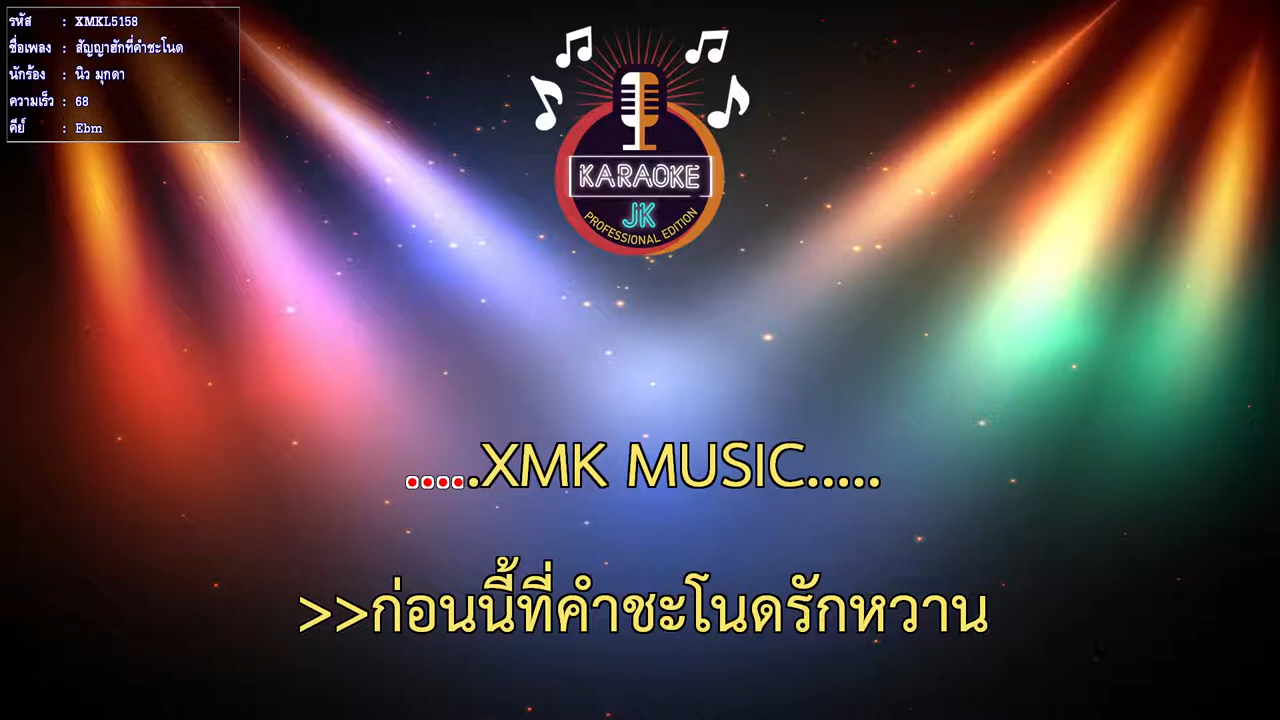 รหัส : XMKL5158
ชื่อเพลง : สัญญาฮักที่คำชะโนด
นักร้อง : นิว มุกดา
ความเร็ว : 68
คีย์ : Ebm
KARAOKE
JK
PROFESSIONAL EDITION
.....XMK MUSIC.....
>>ก่อนนี้ที่คำชะโนดรักหวาน